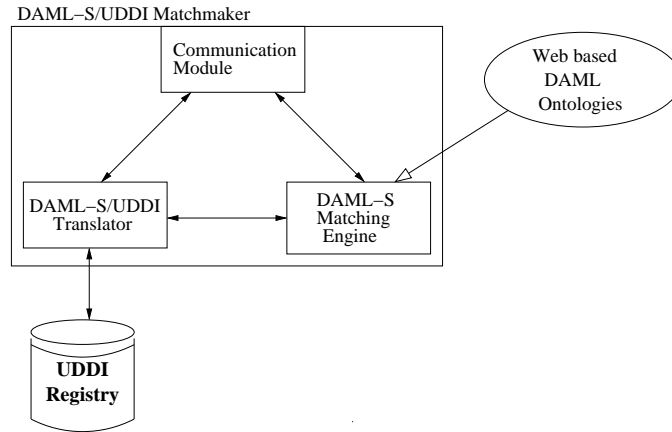 DAML−S/UDDI Matchmaker
Communication
Module
Web based
DAML
Ontologies
DAML−S/UDDI
Translator
DAML−S
Matching
Engine
UDDI
Registry